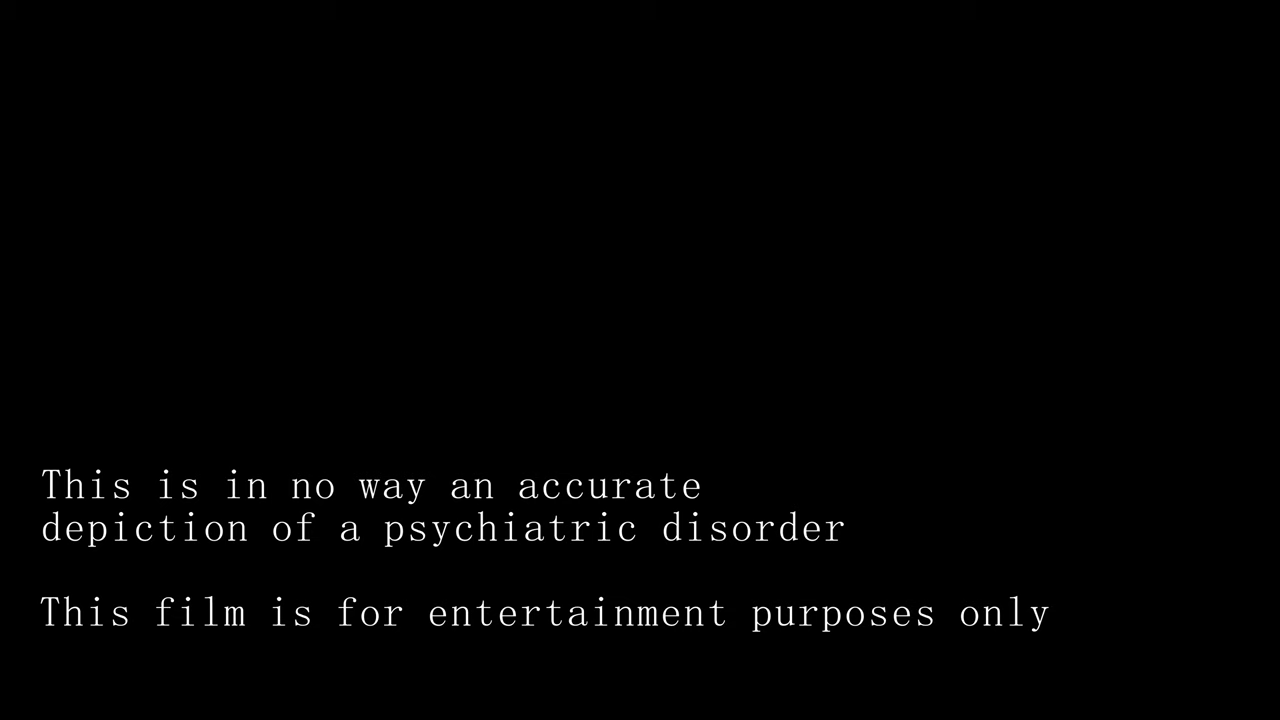 This is in no way an accurate
depiction of a psychiatric disorder
This film is for entertainment purposes only